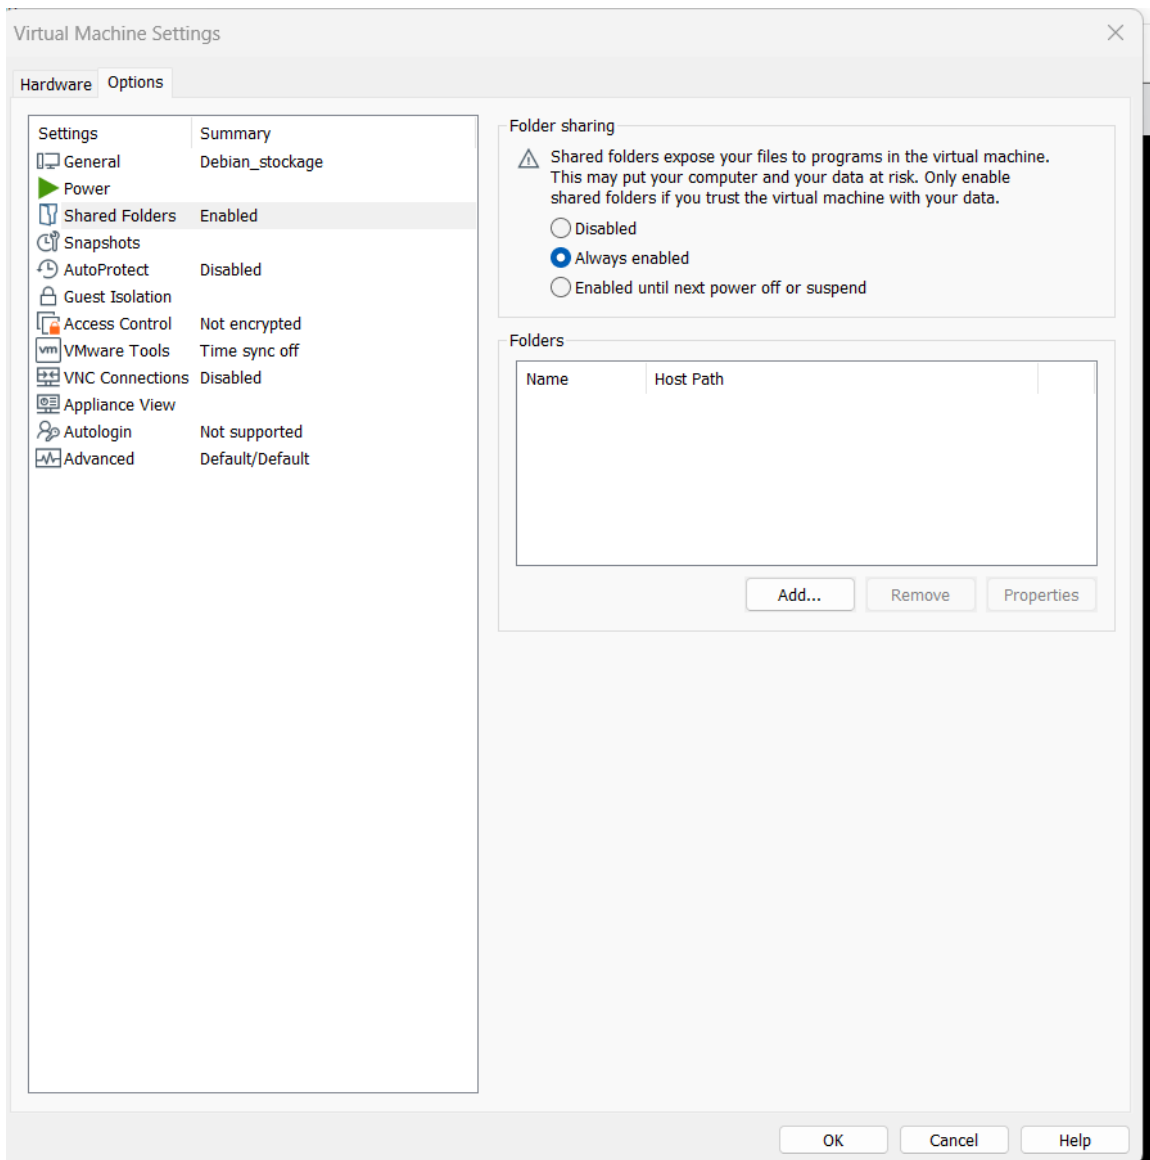 Virtual Machine Settings
Hardware Options
Settings Summary
General Debian_stockage
Power
Shared Folders Enabled
Snapshots
AutoProtect Disabled
Guest Isolation
Access Control Not encrypted
vm VMware Tools Time sync off
VNC Connections Disabled
Appliance View
Autologin Not supported
Advanced Default/Default
Folder sharing
Shared folders expose your files to programs in the virtual machine.
This may put your computer and your data at risk. Only enable
shared folders if you trust the virtual machine with your data.
Disabled
Always enabled
Enabled until next power off or suspend
Folders
Name Host Path
Add... Remove Properties
OK Cancel Help